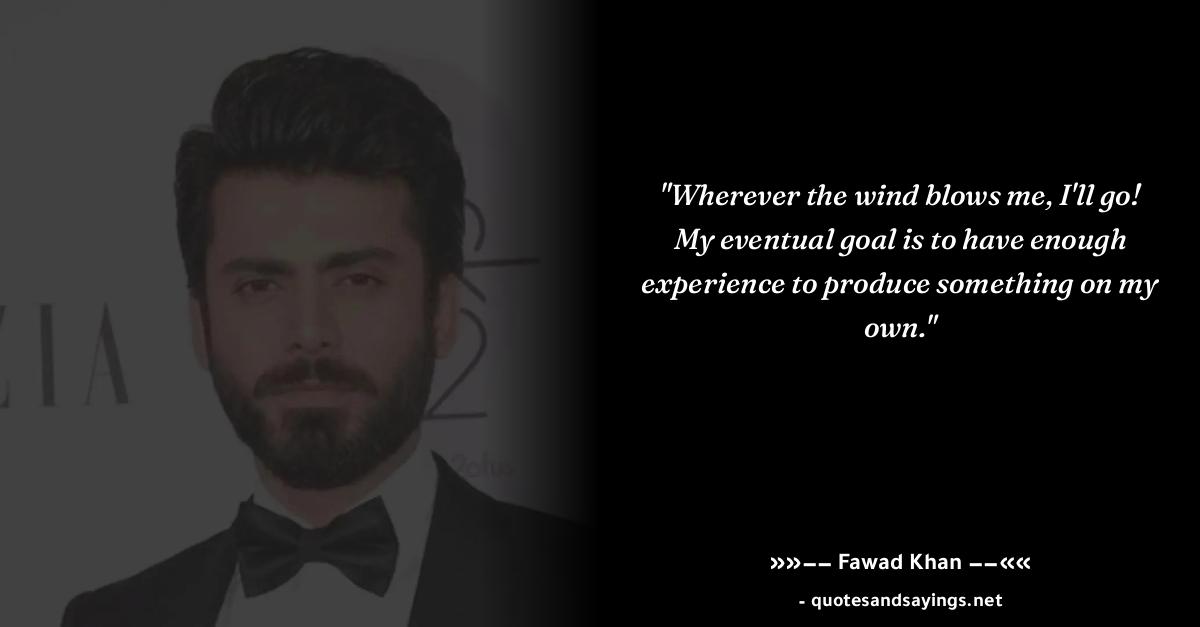 "Wherever the wind blows me, I'll go!
My eventual goal is to have enough
experience to produce something on my
own."
ZIA
»»−− Fawad Khan −−««
- quotesandsayings.net